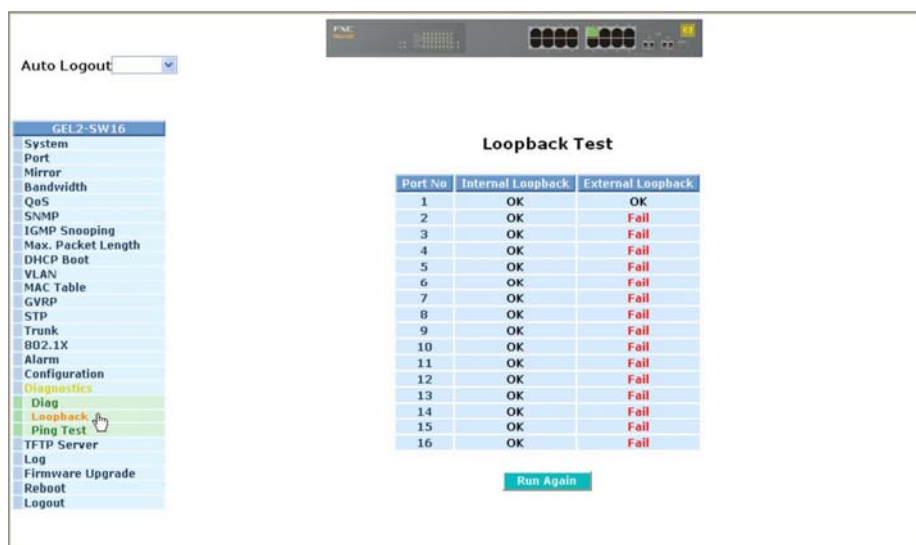 FXC
Auto Logout
GEL2-SW16
System
Port
Mirror
Bandwidth
QoS
SNMP
IGMP Snooping
Max. Packet Length
DHCP Boot
VLAN
MAC Table
GVRP
STP
Trunk
802.1X
Alarm
Configuration
Diagnostics
Diag
Loopback
Ping Test
TFTP Server
Log
Firmware Upgrade
Reboot
Logout
Loopback Test
Port No Internal Loopback External Loopback
1 OK OK
2 OK Fail
3 OK Fail
4 OK Fail
5 OK Fail
6 OK Fail
7 OK Fail
8 OK Fail
9 OK Fail
10 OK Fail
11 OK Fail
12 OK Fail
13 OK Fail
14 OK Fail
15 OK Fail
16 OK Fail
Run Again